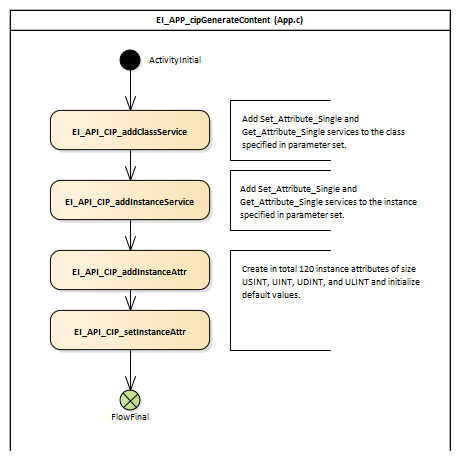 EI_APP_cipGenerateContent (App.c)
ActivityInitial
EI_API_CIP_addClassService
Add Set_Attribute_Single and
Get_Attribute_Single services to the class
specified in parameter set.
EI_API_CIP_addInstanceService
Add Set_Attribute_Single and
Get_Attribute_Single services to the instance
specified in parameter set.
EI_API_CIP_addInstanceAttr
Create in total 120 instance attributes of size
USINT, UINT, UDINT, and ULINT and initialize
default values.
EI_API_CIP_setInstanceAttr
FlowFinal